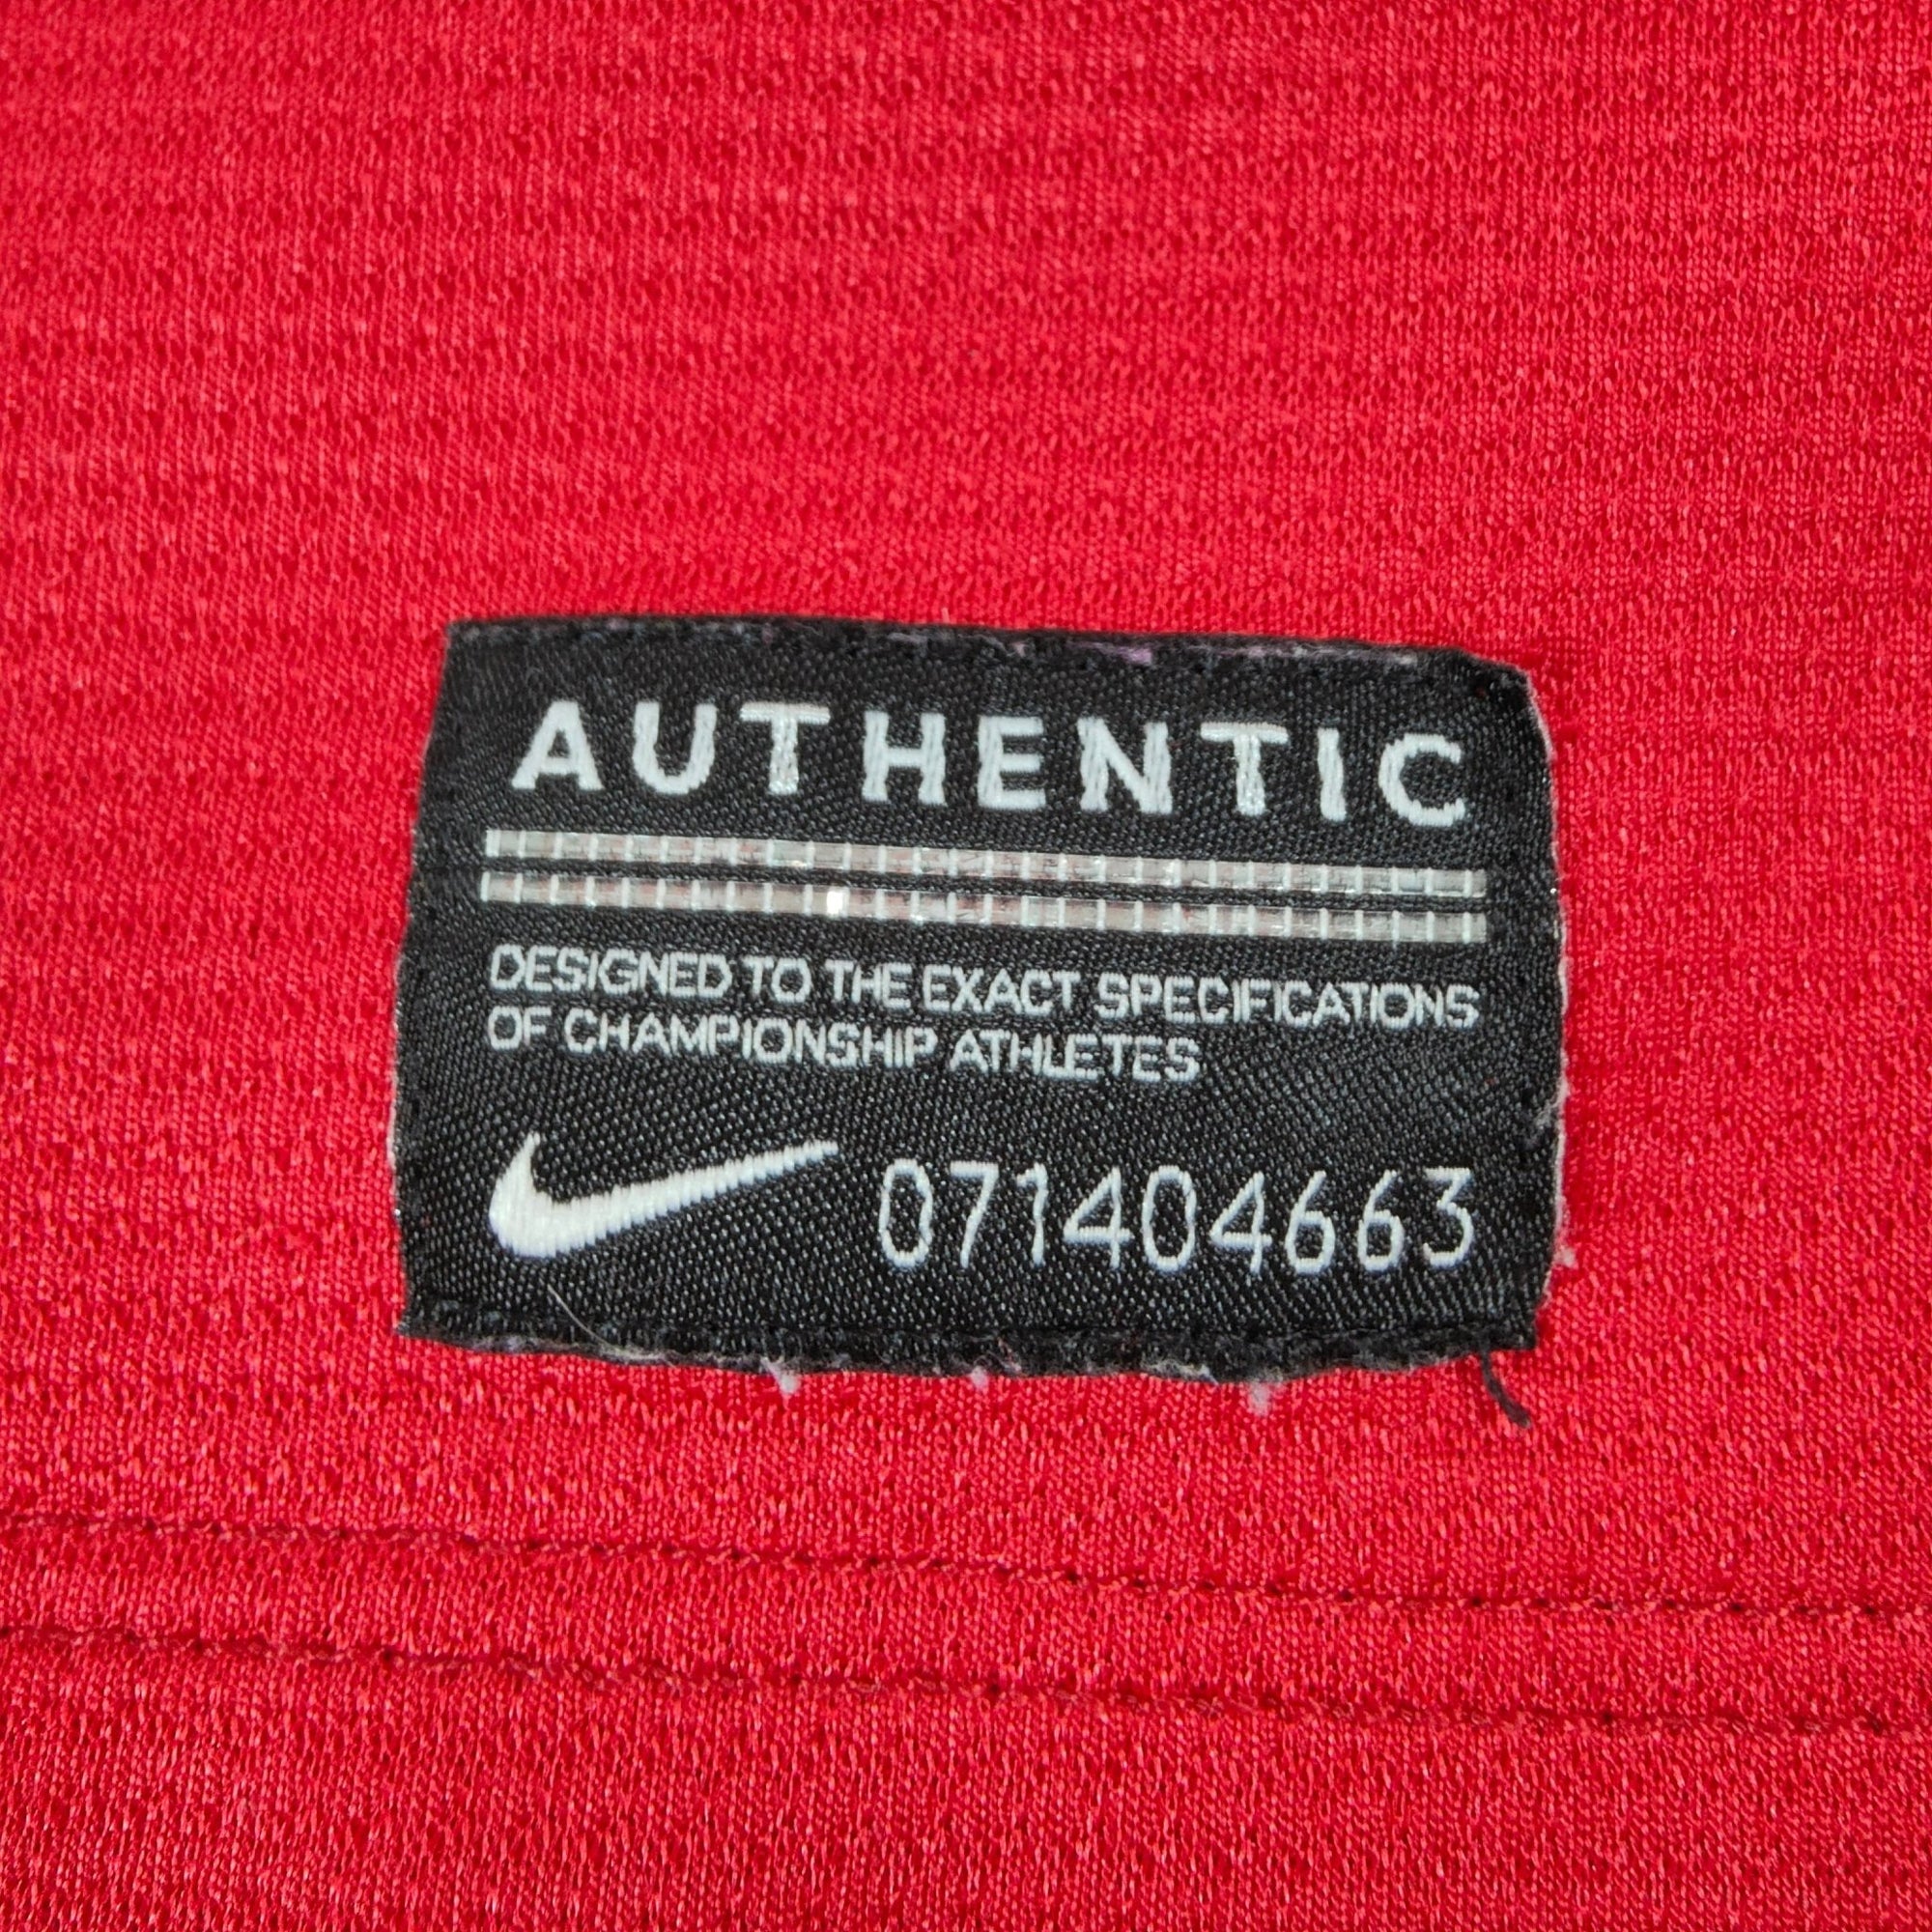 AUTHENTIC
DESIGNED TO THE EXACT SPECIFICATIONS
OF CHAMPIONSHIP ATHLETES
071404663